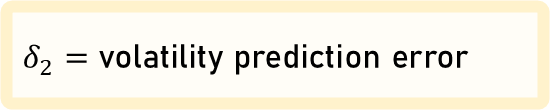 δ₂ = volatility prediction error